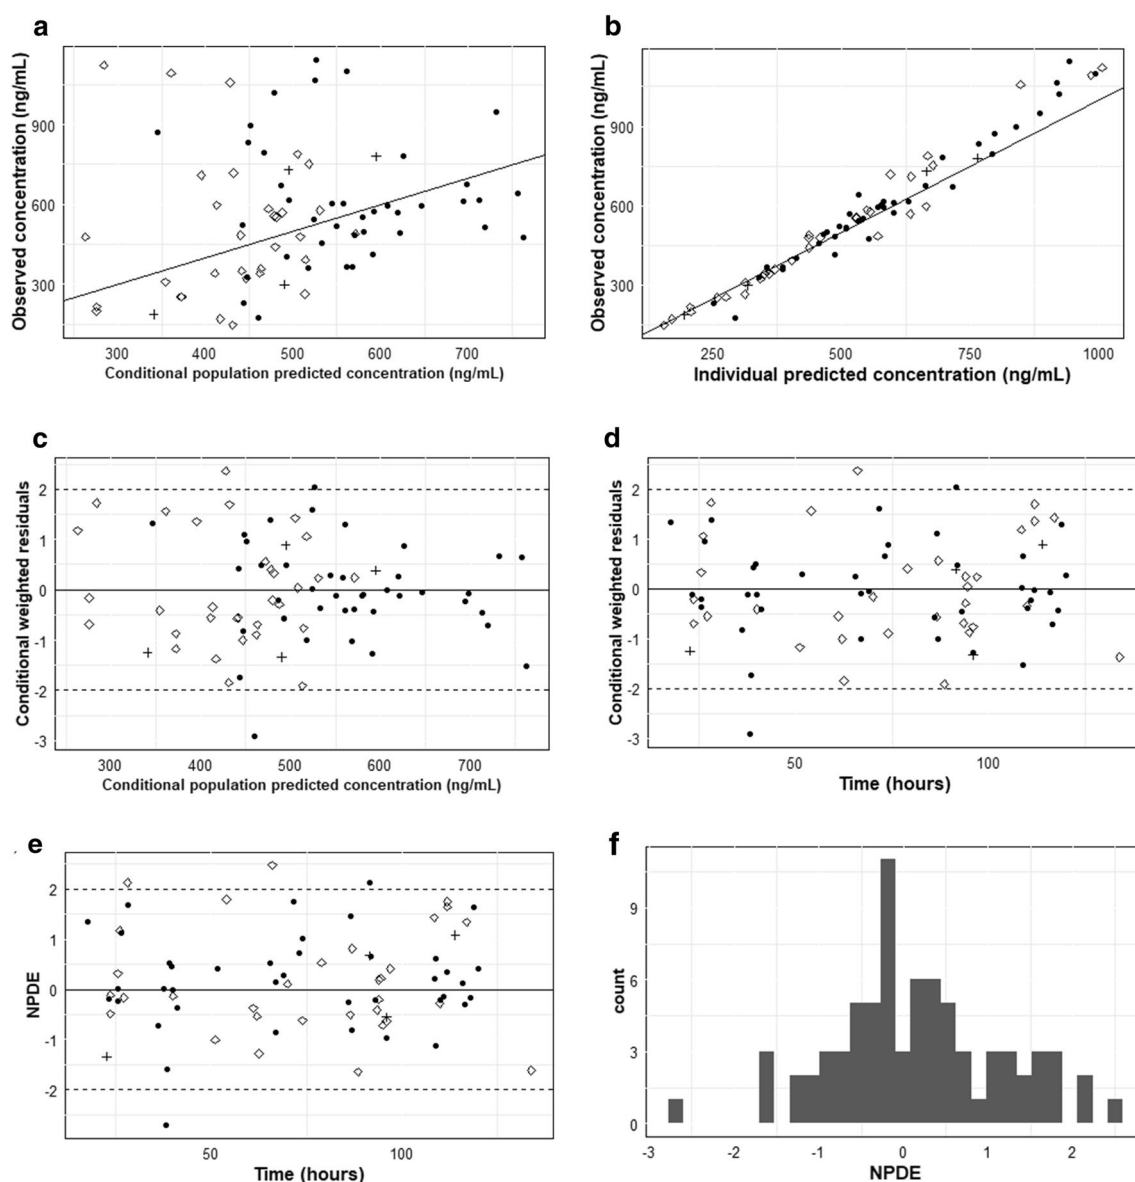 a
Observed concentration (ng/mL)
900
600
300
300 400 500 600 700
Conditional population predicted concentration (ng/mL)
b
Observed concentration (ng/mL)
900
600
300
250 500 750 1000
Individual predicted concentration (ng/mL)
c
Conditional weighted residuals
2
1
0
-1
-2
-3
300 400 500 600 700
Conditional population predicted concentration (ng/mL)
d
Conditional weighted residuals
2
1
0
-1
-2
-3
50 100
Time (hours)
e
NPDE
2
1
0
-1
-2
50 100
Time (hours)
f
count
9
6
3
0
-3 -2 -1 0 1 2
NPDE